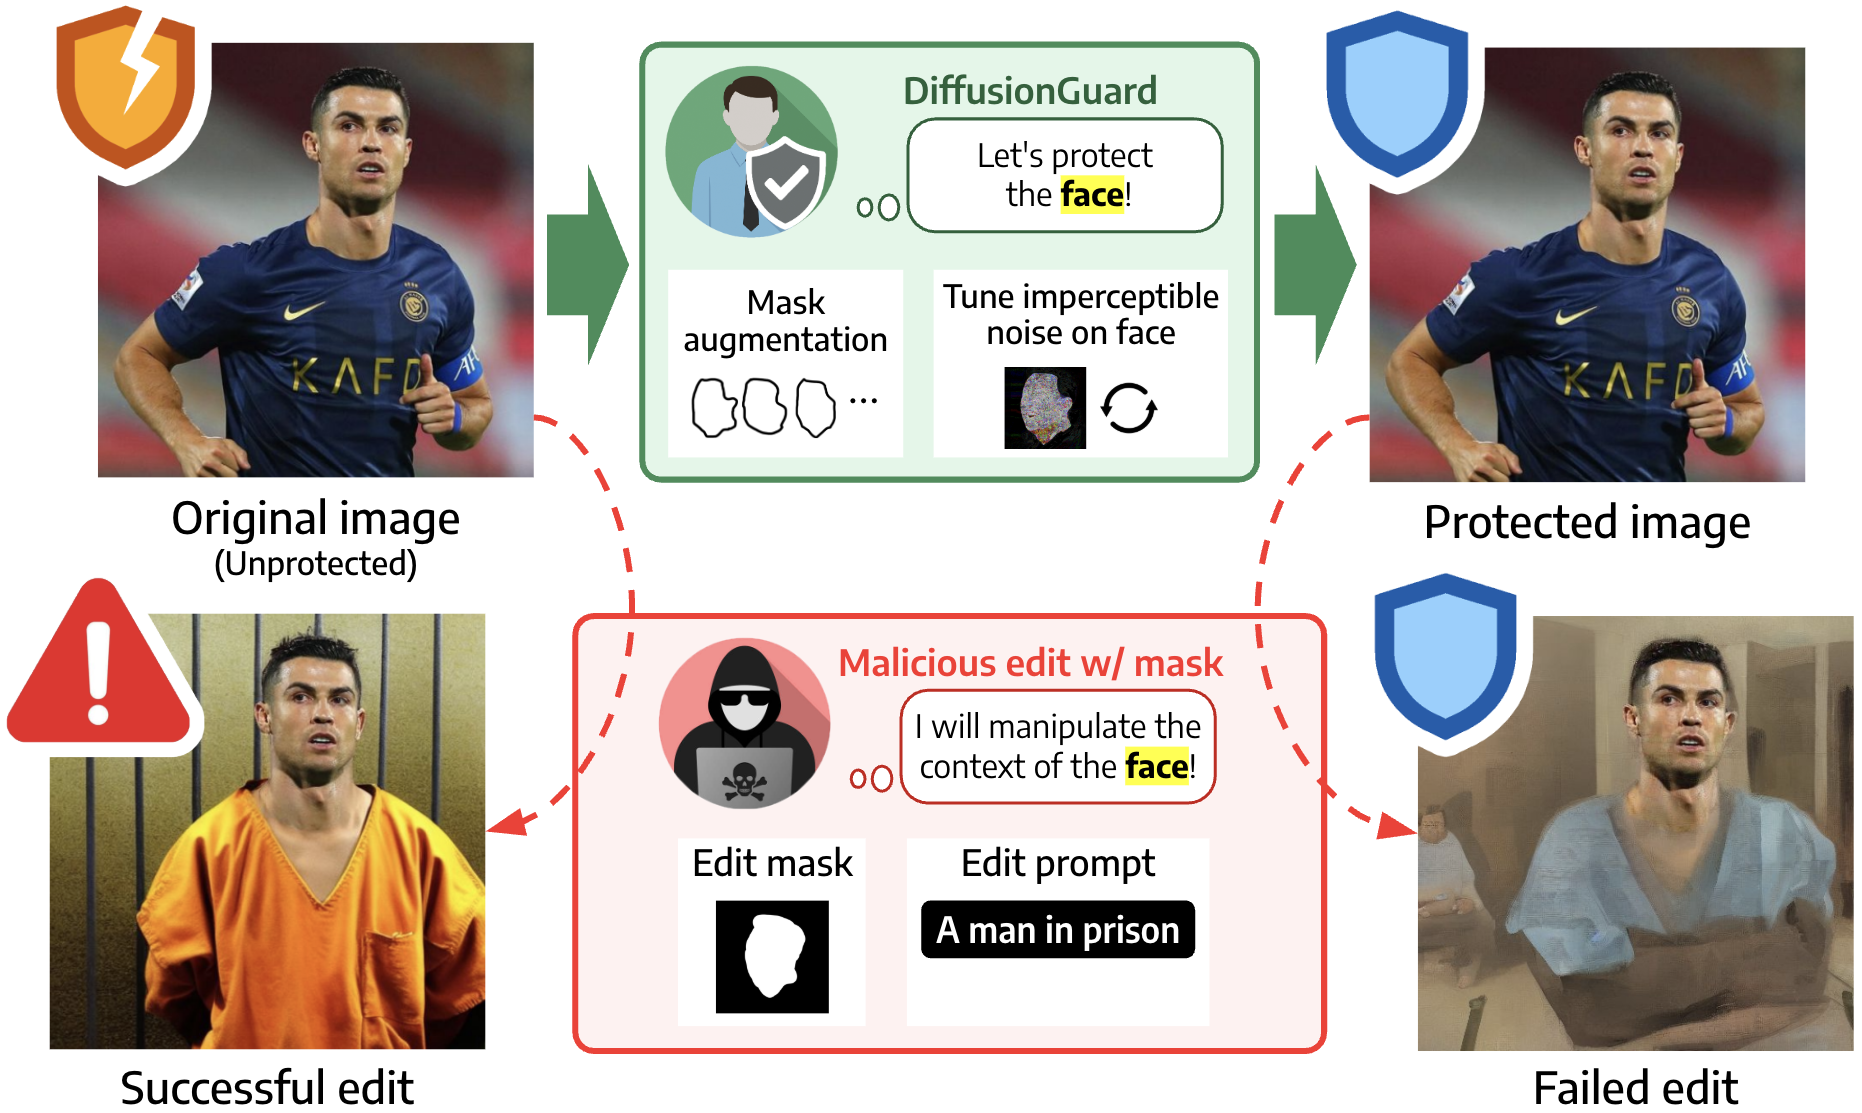 DiffusionGuard
Let's protect
the face!
Mask
augmentation
...
Tune imperceptible
noise on face
KAFD
AF
KAFD
AF
Original image
(Unprotected)
Protected image
Malicious edit w/ mask
I will manipulate the
context of the face!
Edit mask
Edit prompt
A man in prison
Successful edit
Failed edit